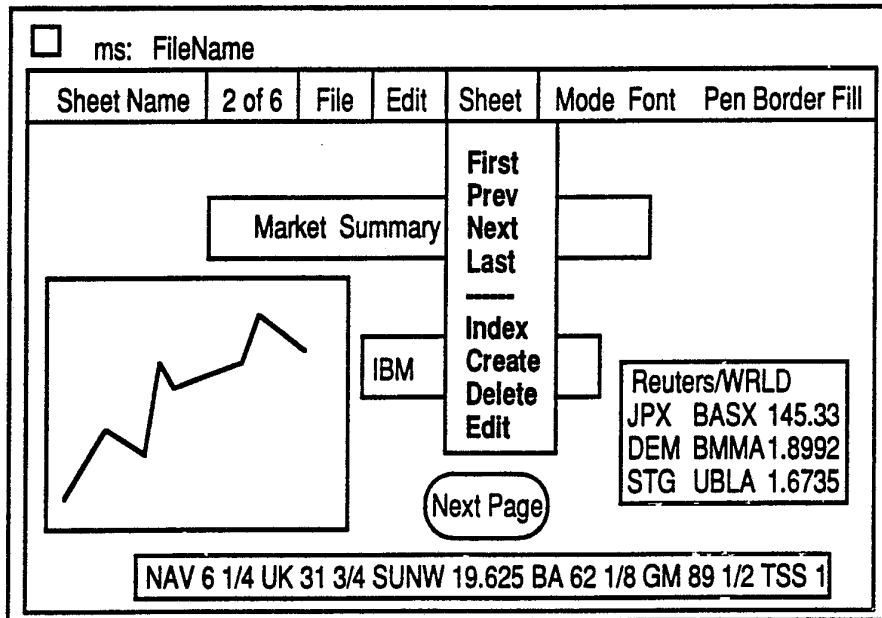 ms: FileName
Sheet Name 2 of 6 File Edit Sheet Mode Font Pen Border Fill
First
Prev
Next
Last
------
Index
Create
Delete
Edit
Market Summary
IBM
Reuters/WRLD
JPX BASX 145.33
DEM BMMA 1.8992
STG UBLA 1.6735
Next Page
NAV 6 1/4 UK 31 3/4 SUNW 19.625 BA 62 1/8 GM 89 1/2 TSS 1